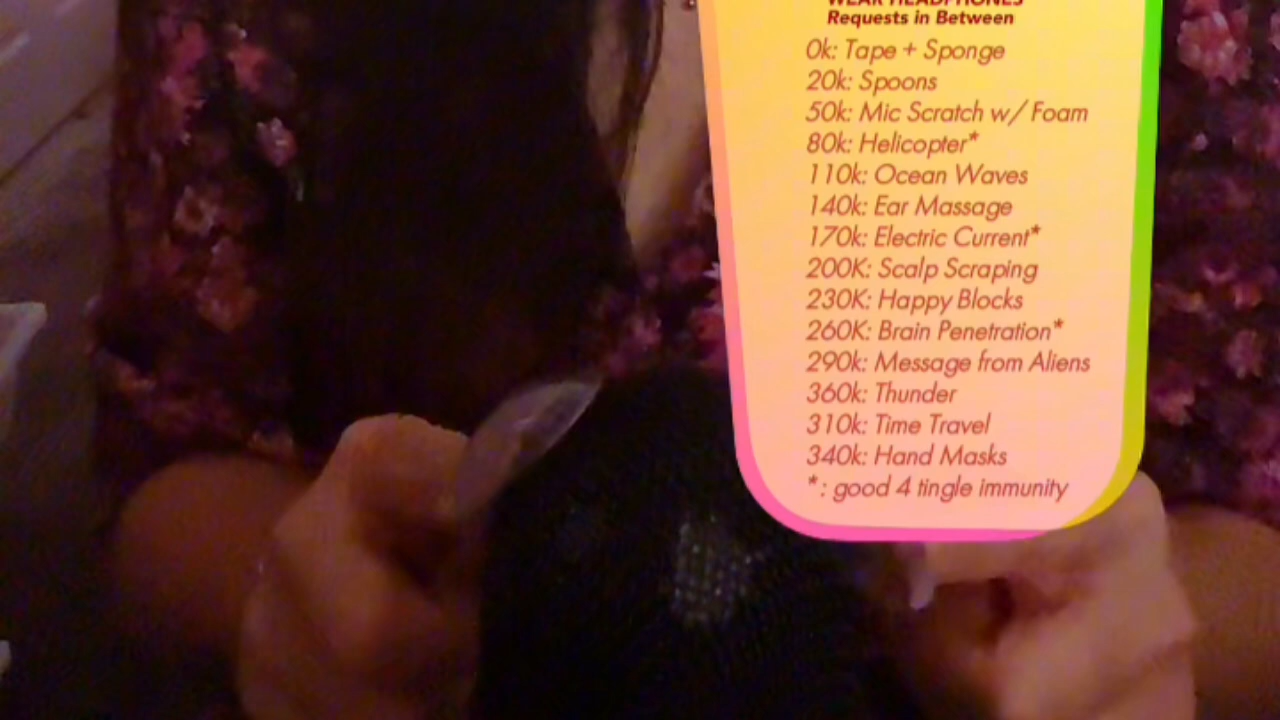 WEAR HEADPHONES
Requests in Between
0k: Tape + Sponge
20k: Spoons
50k: Mic Scratch w/ Foam
80k: Helicopter*
110k: Ocean Waves
140k: Ear Massage
170k: Electric Current*
200K: Scalp Scraping
230K: Happy Blocks
260K: Brain Penetration*
290k: Message from Aliens
360k: Thunder
310k: Time Travel
340k: Hand Masks
*: good 4 tingle immunity